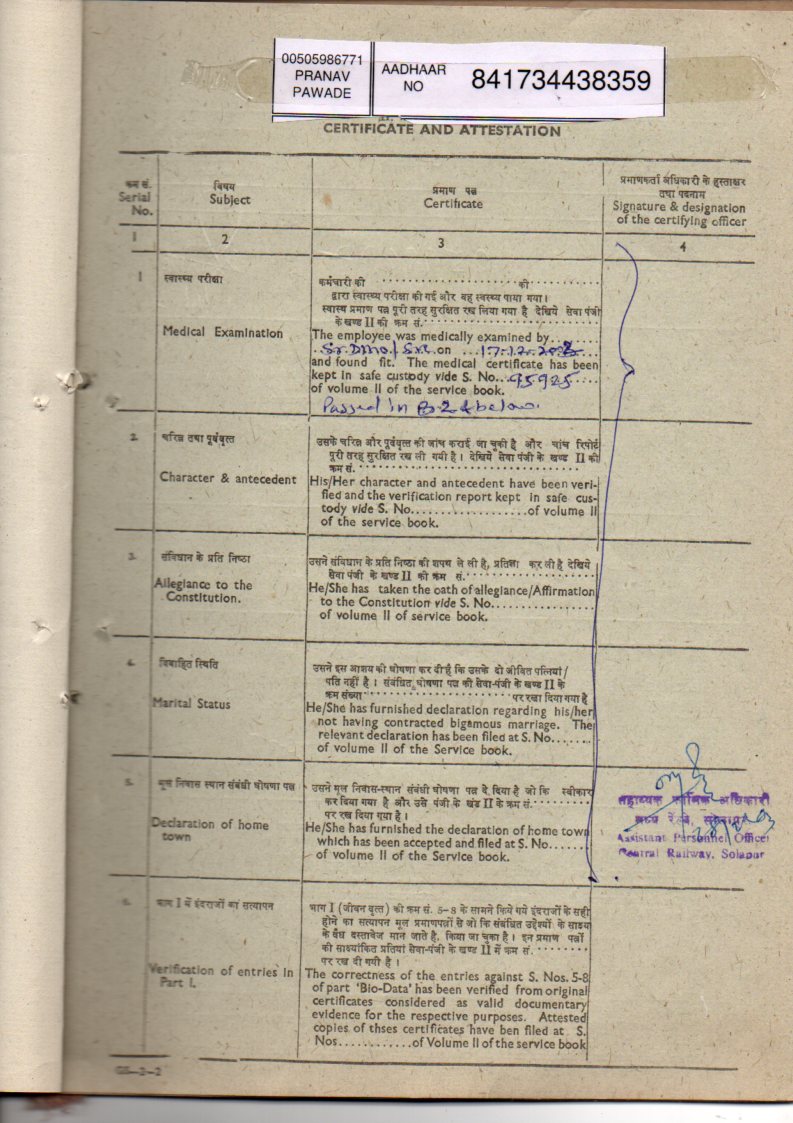 00505986771
PRANAV
PAWADE
AADHAAR
NO
841734438359
CERTIFICATE AND ATTESTATION
क्रम सं.
Serial
No.
विषय
Subject
प्रमाण पत्र
Certificate
प्रमाणकर्ता अधिकारी के हस्ताक्षर
तथा पदनाम
Signature & designation
of the certifying officer
1
2
3
4
1
स्वास्थ्य परीक्षा
Medical Examination
कर्मचारी की .................... की ..........
द्वारा स्वास्थ्य परीक्षा की गई और वह स्वस्थ्य पाया गया।
स्वास्थ प्रमाण पत्र पूरी तरह सुरक्षित रख लिया गया है देखिये सेवा पंजी
के खण्ड II की क्रम सं. ..............................
The employee was medically examined by........
..Sr. DMO/SUR on ...17.12.2003...
and found fit. The medical certificate has been
kept in safe custody vide S. No...95925
of volume II of the service book.
Passed in B-2 & below.
2.
चरित्र तथा पूर्ववृत्त
Character & antecedent
उसके चरित्र और पूर्ववृत्त की जांच कराई जा चुकी है और जांच रिपोर्ट
पूरी तरह सुरक्षित रख ली गयी है। देखिये सेवा पंजी के खण्ड II की
क्रम सं. ........................................
His/Her character and antecedent have been veri-
fied and the verification report kept in safe cus-
tody vide S. No...................of volume II
of the service book.
3.
संविधान के प्रति निष्ठा
Allegiance to the
Constitution.
उसने संविधान के प्रति निष्ठा की शपथ ले ली है, प्रतिज्ञा कर ली है देखिये
सेवा पंजी के खण्ड II की क्रम सं. ....................
He/She has taken the oath of allegiance/Affirmation
to the Constitution vide S. No................
of volume II of service book.
4.
विवाहित स्थिति
Marital Status
उसने इस आशय की घोषणा कर दी है कि उसके दो जीवित पत्नियां/
पति नहीं है। संबंधित घोषणा पत्र की सेवा-पंजी के खण्ड II के
क्रम संख्या ......................... पर रखा दिया गया है
He/She has furnished declaration regarding his/her
not having contracted bigamous marriage. The
relevant declaration has been filed at S. No.......
of volume II of the Service book.
5.
मूल निवास स्थान संबंधी घोषणा पत्र
Declaration of home
town
उसने मूल निवास-स्थान संबंधी घोषणा पत्र दे दिया है जो कि स्वीकार
कर दिया गया है और उसे पंजी के खंड II के क्रम सं. ..........
पर रख दिया गया है।
He/She has furnished the declaration of home town
which has been accepted and filed at S. No.......
of volume II of the Service book.
सहाय्यक कार्मिक अधिकारी
मध्य रेल्वे, सोलापूर
Assistant Personnel Officer
Central Railway, Solapur
6.
भाग I में इंदराजों का सत्यापन
Verification of entries in
Part I.
भाग I (जीवन वृत्त) की क्रम सं. 5-8 के सामने किये गये इंदराजों के सही
होने का सत्यापन मूल प्रमाणपत्रों से जो कि संबंधित उद्देश्यों के साक्ष्य
के वैध दस्तावेज माने जाते है, किया जा चुका है। इन प्रमाण पत्रों
की साक्ष्यांकित प्रतियां सेवा-पंजी के खण्ड II में क्रम सं. ..........
पर रख दी गयी है।
The correctness of the entries against S. Nos. 5-8
of part 'Bio-Data' has been verified from original
certificates considered as valid documentary
evidence for the respective purposes. Attested
copies of thses certificates have ben filed at S.
Nos.............of Volume II of the service book
GS-2-2